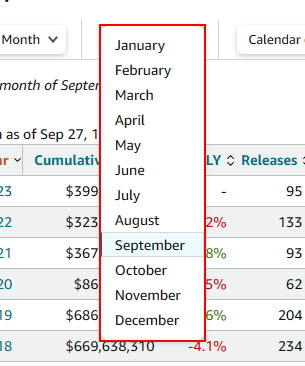 Month
Calendar
month of Septem
as of Sep 27, 1
January
February
March
April
May
June
July
August
September
October
November
December
Cumulativ LY Releases
23 $399 - 95
22 $323 2% 133
21 $367 8% 93
20 $86 5% 62
19 $686 6% 204
18 $669,638,310 -4.1% 234